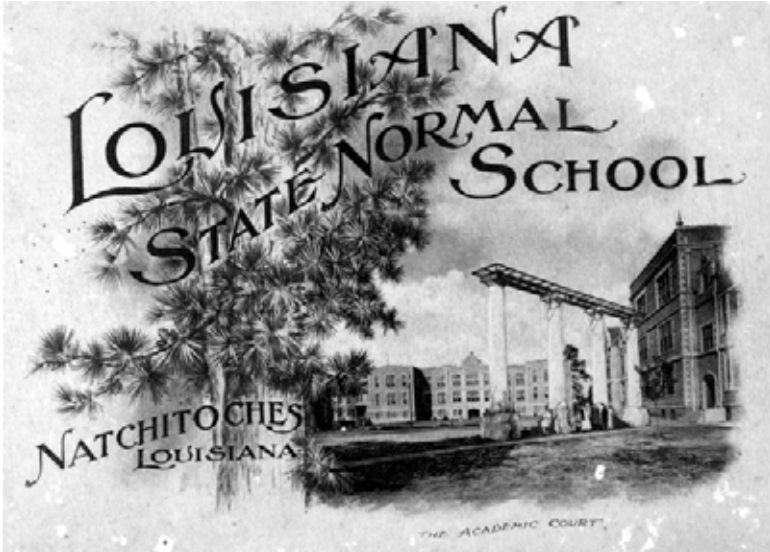 LOUISIANA
STATE NORMAL
SCHOOL
NATCHITOCHES
LOUISIANA
THE ACADEMIC COURT.